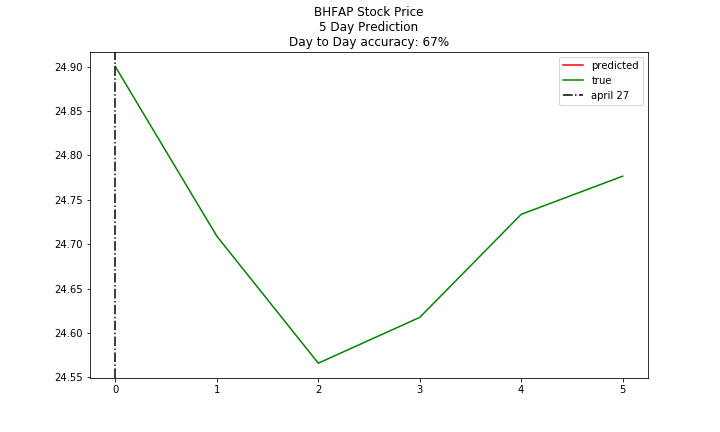 BHFAP Stock Price
5 Day Prediction
Day to Day accuracy: 67%
predicted
true
april 27
24.90
24.85
24.80
24.75
24.70
24.65
24.60
24.55
0 1 2 3 4 5